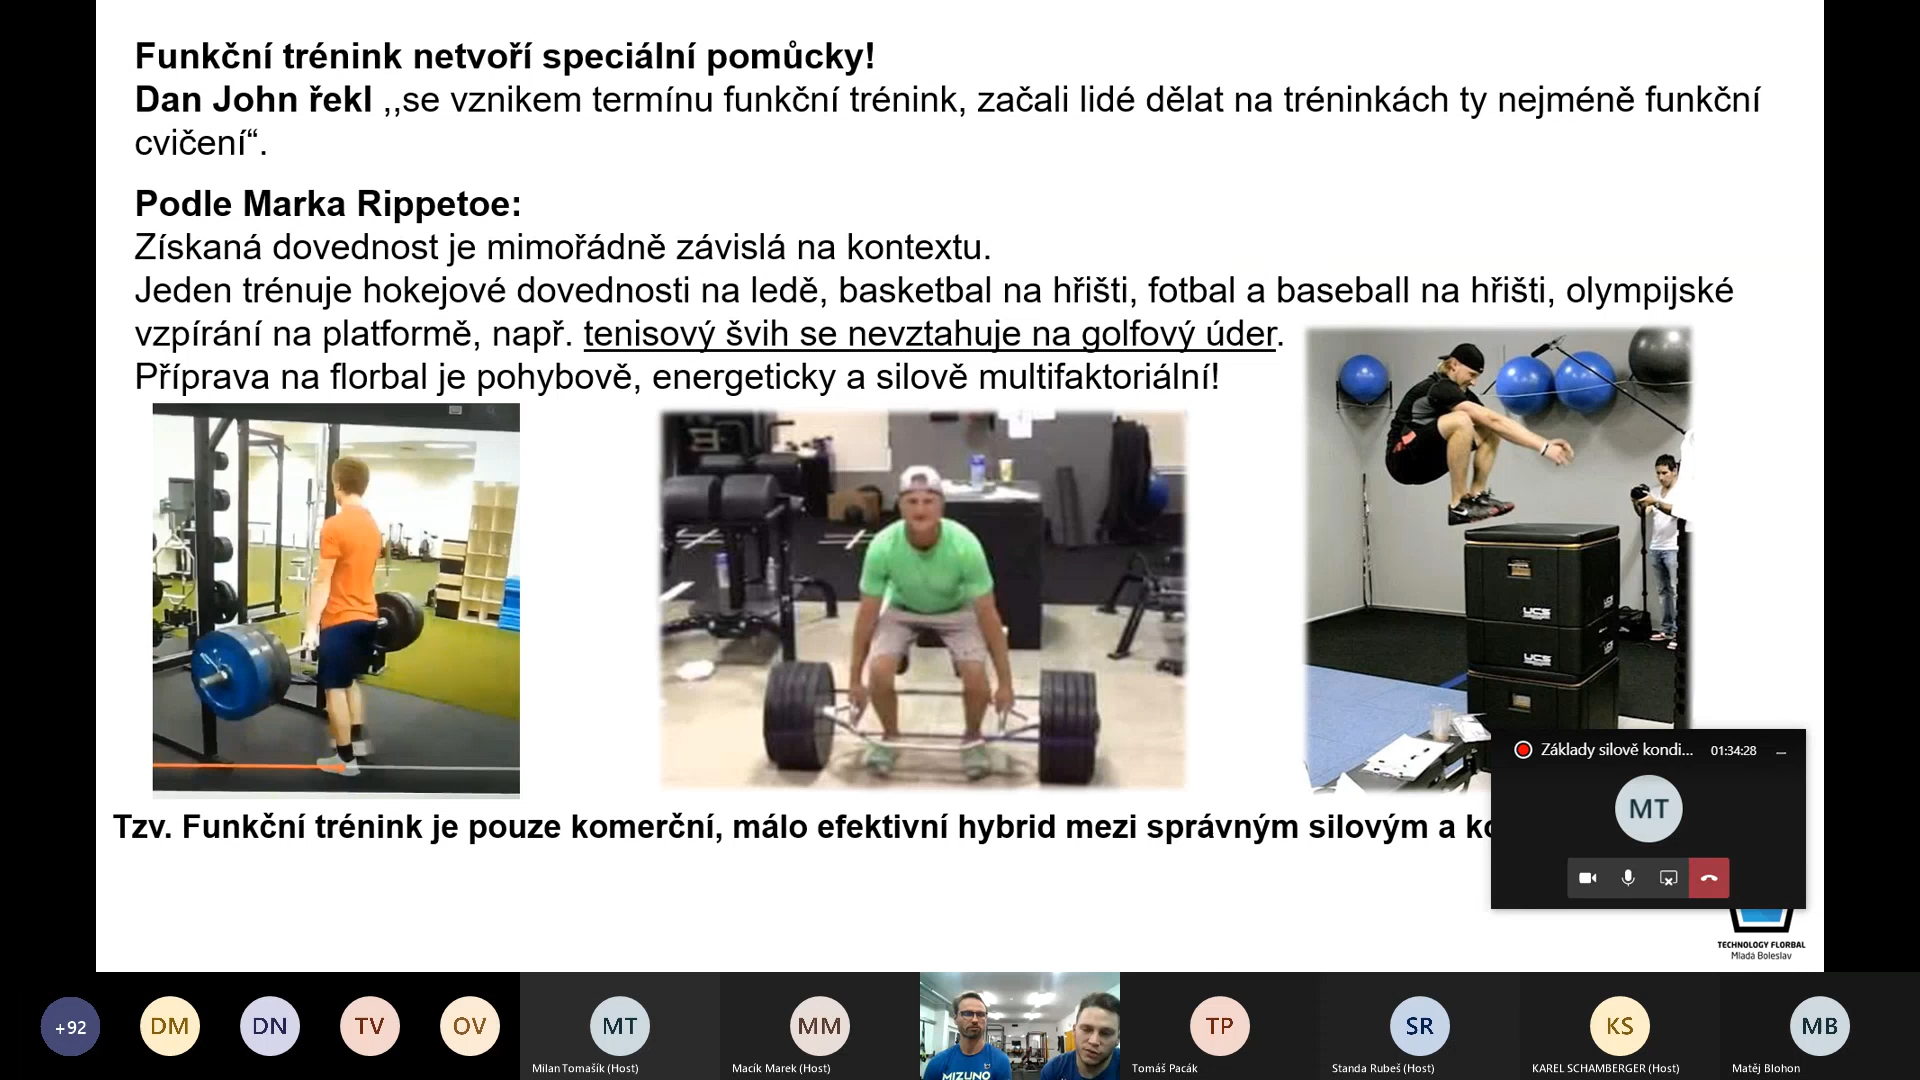 Funkční trénink netvoří speciální pomůcky!
Dan John řekl ,,se vznikem termínu funkční trénink, začali lidé dělat na tréninkách ty nejméně funkční
cvičení“.
Podle Marka Rippetoe:
Získaná dovednost je mimořádně závislá na kontextu.
Jeden trénuje hokejové dovednosti na ledě, basketbal na hřišti, fotbal a baseball na hřišti, olympijské
vzpírání na platformě, např. tenisový švih se nevztahuje na golfový úder.
Příprava na florbal je pohybově, energeticky a silově multifaktoriální!
UCS
UCS
Základy silově kondi... 01:34:28
MT
Tzv. Funkční trénink je pouze komerční, málo efektivní hybrid mezi správným silovým a
TECHNOLOGY FLORBAL
Mladá Boleslav
+92
DM
DN
TV
OV
MT
Milan Tomašík (Host)
MM
Macík Marek (Host)
MIZUNO
TP
Tomáš Pacák
SR
Standa Rubeš (Host)
KS
KAREL SCHAMBERGER (Host)
MB
Matěj Blohon